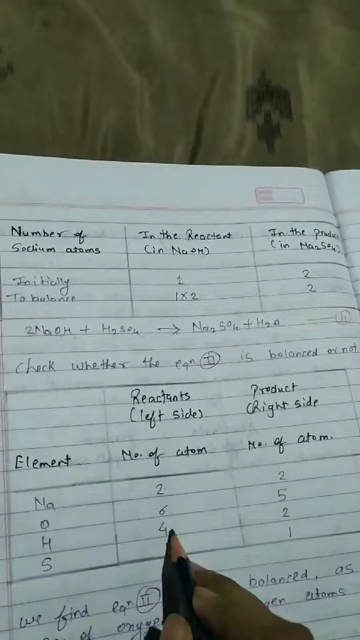 Number of Sodium atoms | In the Reactant (in NaOH) | In the Product (in Na2SO4)
Initially | 1 | 2
To balance | 1×2 | 2
2NaOH + H2SO4 → Na2SO4 + H2O
Check whether the eqn II is balanced or not
Element | Reactants (left side) No. of atom | Product (Right side No. of atom.
Na | 2 | 2
O | 6 | 5
H | 4 | 2
S | 1
We find eqn II balanced, as
of atoms